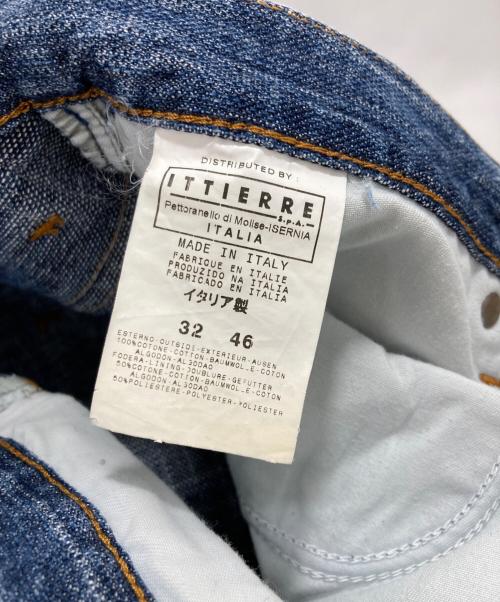 DISTRIBUTED BY :
ITTIERRE
S.p.A.
Pettoranello di Molise-ISERNIA
ITALIA
MADE IN ITALY
FABRIQUE EN ITALIE
PRODUZIDO NA ITALIA
FABRICADO EN ITALIA
イタリア製
32 46
ESTERNO-OUTSIDE-EXTERIEUR-AUSEN
100%COTONE-COTTON-BAUMWOLLE-COTON
ALGODON-ALGODAO
FODERA-LINING-DOUBLURE-GEFUTTER
50%COTONE-COTTON-BAUMWOLLE-COTON
ALGODON-ALGODAO
50%POLIESTERE-POLYESTER-POLIESTER